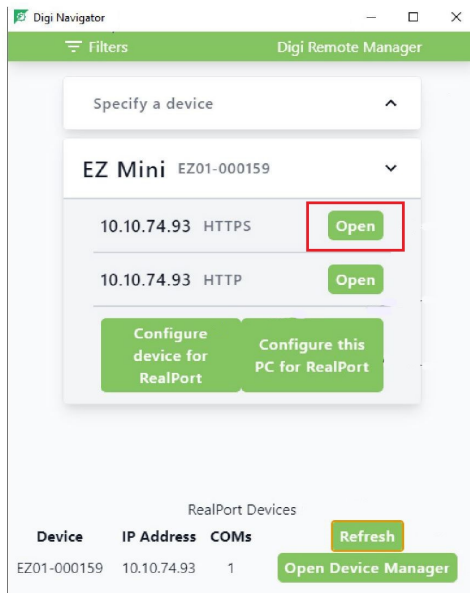 Digi Navigator
Filters Digi Remote Manager
Specify a device
EZ Mini EZ01-000159
10.10.74.93 HTTPS Open
10.10.74.93 HTTP Open
Configure
device for
RealPort
Configure this
PC for RealPort
RealPort Devices
Device IP Address COMs Refresh
EZ01-000159 10.10.74.93 1 Open Device Manager